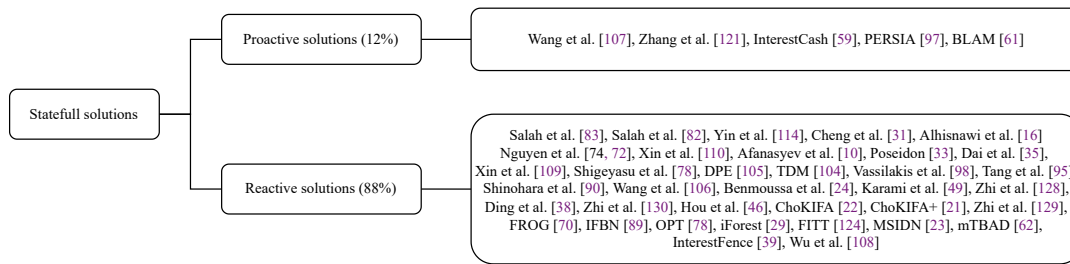 Proactive solutions (12%)
Wang et al. [107], Zhang et al. [121], InterestCash [59], PERSIA [97], BLAM [61]
Statefull solutions
Reactive solutions (88%)
Salah et al. [83], Salah et al. [82], Yin et al. [114], Cheng et al. [31], Alhisnawi et al. [16]
Nguyen et al. [74, 72], Xin et al. [110], Afanasyev et al. [10], Poseidon [33], Dai et al. [35],
Xin et al. [109], Shigeyasu et al. [78], DPE [105], TDM [104], Vassilakis et al. [98], Tang et al. [95]
Shinohara et al. [90], Wang et al. [106], Benmoussa et al. [24], Karami et al. [49], Zhi et al. [128],
Ding et al. [38], Zhi et al. [130], Hou et al. [46], ChoKIFA [22], ChoKIFA+ [21], Zhi et al. [129],
FROG [70], IFBN [89], OPT [78], iForest [29], FITT [124], MSIDN [23], mTBAD [62],
InterestFence [39], Wu et al. [108]